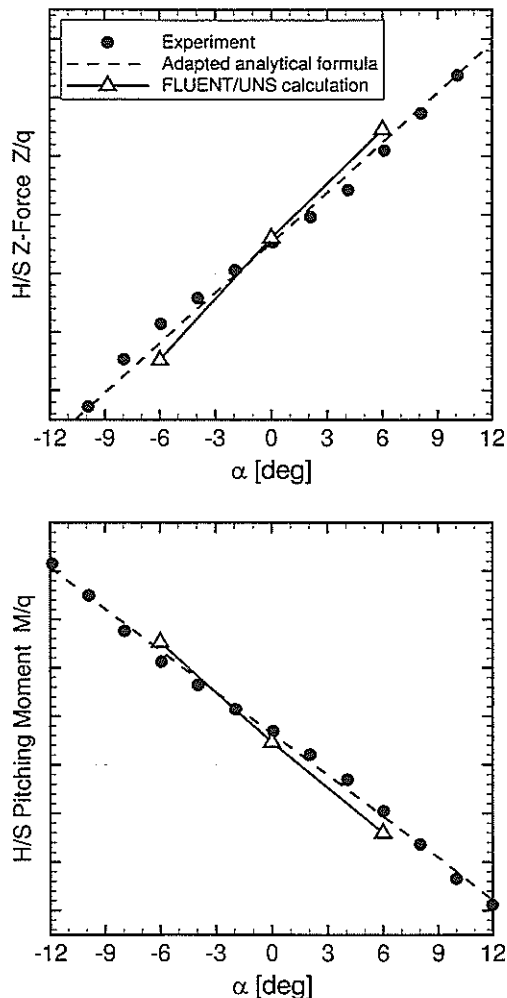 Experiment
Adapted analytical formula
FLUENT/UNS calculation
H/S Z-Force Z/q
-12 -9 -6 -3 0 3 6 9 12
α [deg]
H/S Pitching Moment M/q
-12 -9 -6 -3 0 3 6 9 12
α [deg]